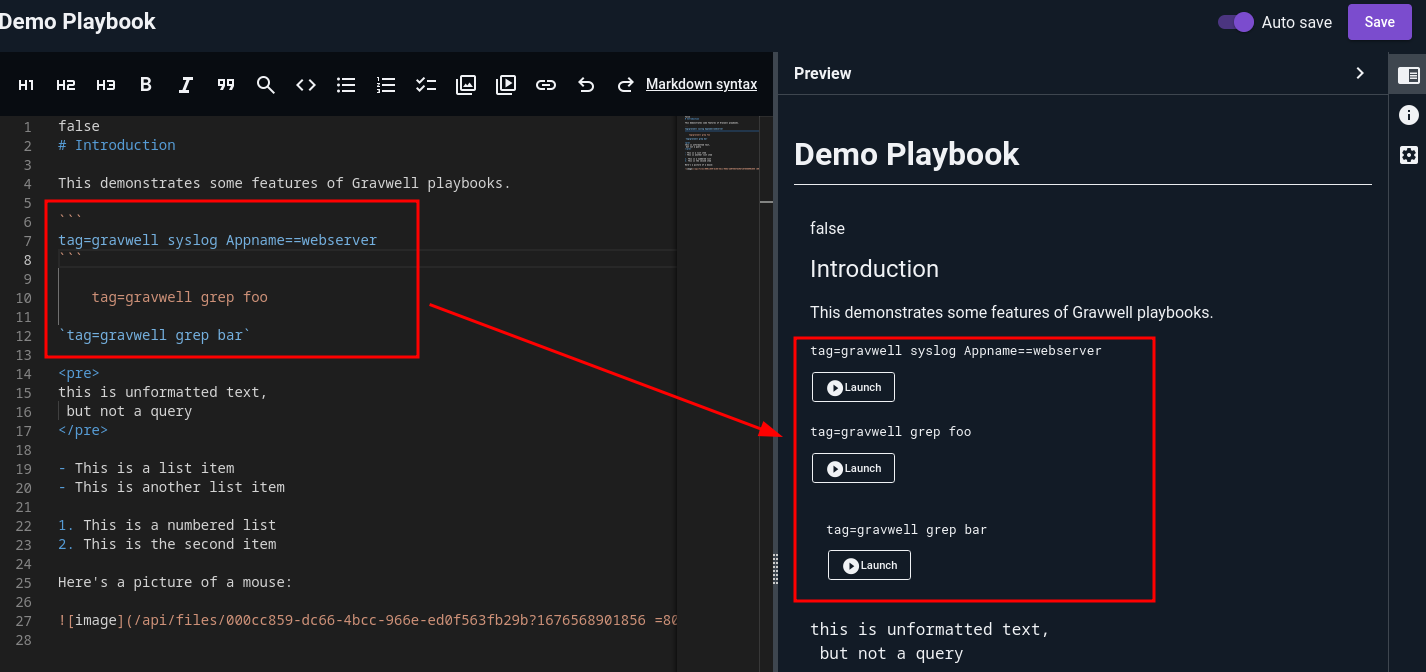 Demo Playbook
Auto save
Save
H1 H2 H3 B I 99 <> Markdown syntax
1 false
2 # Introduction
3
4 This demonstrates some features of Gravwell playbooks.
5
6 ```
7 tag=gravwell syslog Appname==webserver
8 ```
9
10     tag=gravwell grep foo
11
12 `tag=gravwell grep bar`
13
14 <pre>
15 this is unformatted text,
16  but not a query
17 </pre>
18
19 - This is a list item
20 - This is another list item
21
22 1. This is a numbered list
23 2. This is the second item
24
25 Here's a picture of a mouse:
26
27 ![image](/api/files/000cc859-dc66-4bcc-966e-ed0f563fb29b?1676568901856 =80
28
Preview
Demo Playbook
false
Introduction
This demonstrates some features of Gravwell playbooks.
tag=gravwell syslog Appname==webserver
Launch
tag=gravwell grep foo
Launch
tag=gravwell grep bar
Launch
this is unformatted text,
 but not a query